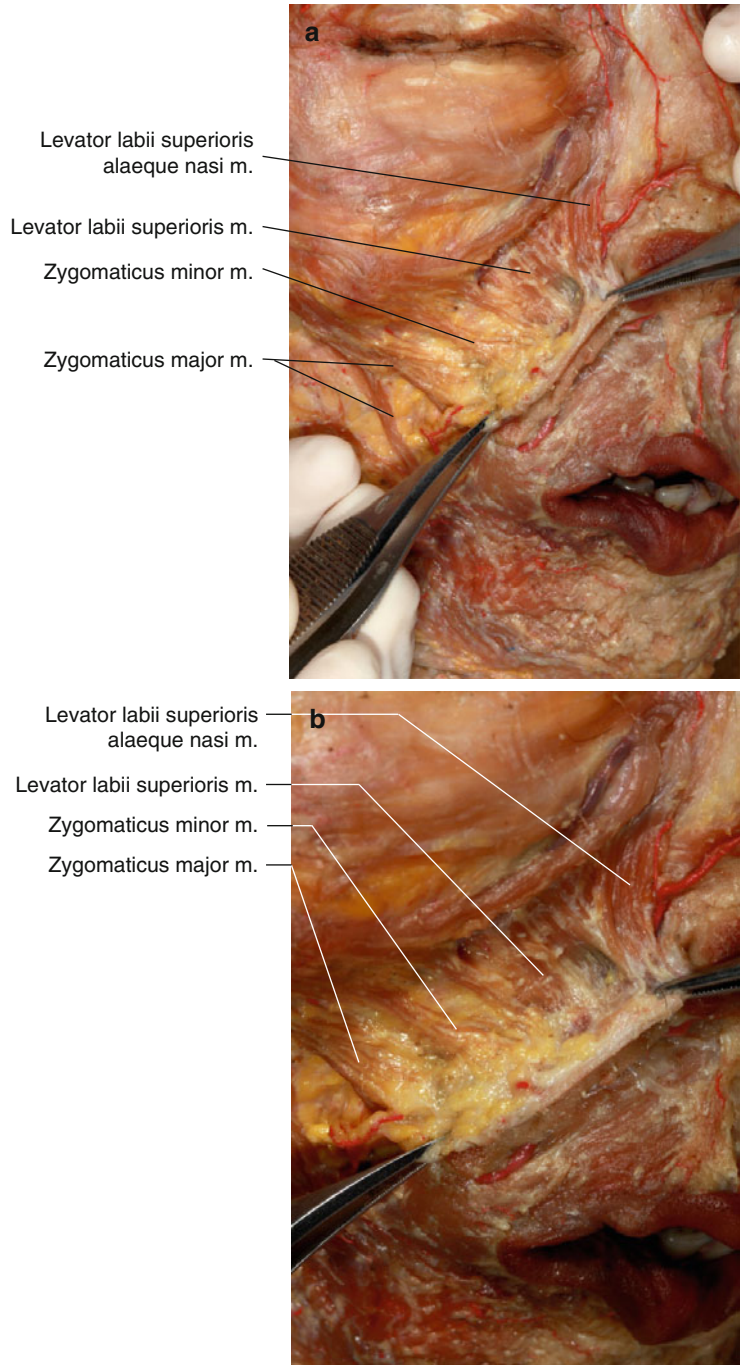 a
Levator labii superioris
alaeque nasi m.
Levator labii superioris m.
Zygomaticus minor m.
Zygomaticus major m.
b
Levator labii superioris
alaeque nasi m.
Levator labii superioris m.
Zygomaticus minor m.
Zygomaticus major m.